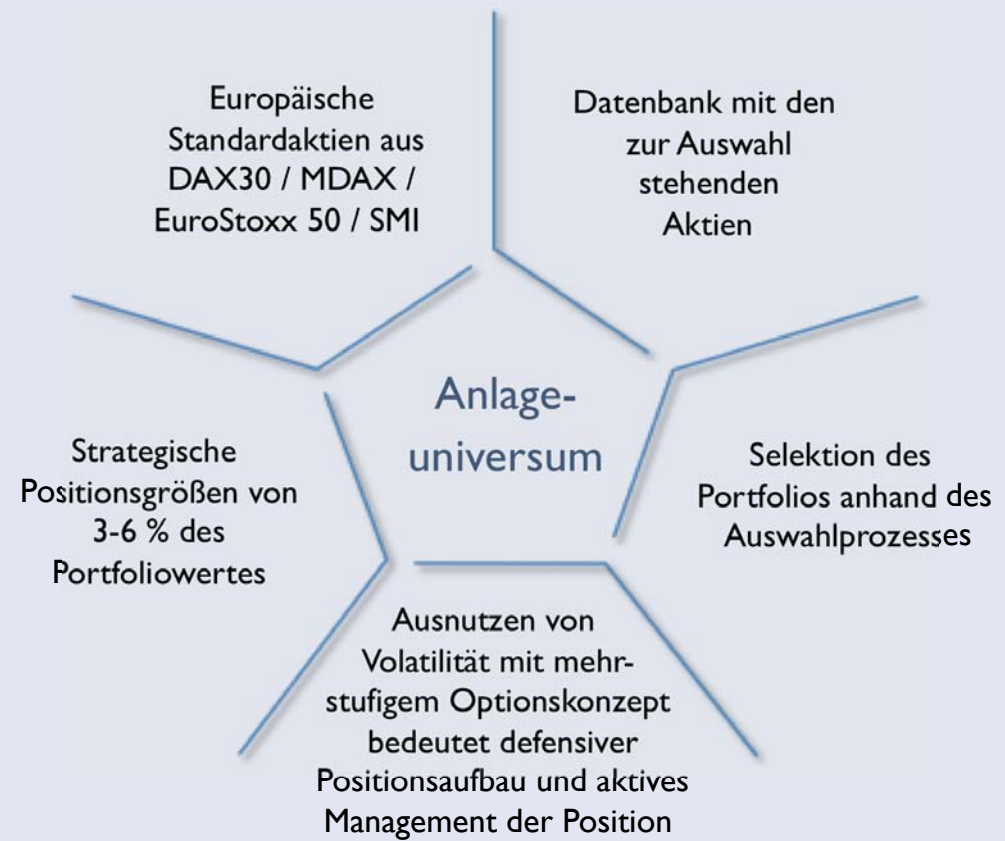 Europäische
Standardaktien aus
DAX30 / MDAX /
EuroStoxx 50 / SMI
Datenbank mit den
zur Auswahl
stehenden
Aktien
Anlage-
universum
Strategische
Positionsgrößen von
3-6 % des
Portfoliowertes
Selektion des
Portfolios anhand des
Auswahlprozesses
Ausnutzen von
Volatilität mit mehr-
stufigem Optionskonzept
bedeutet defensiver
Positionsaufbau und aktives
Management der Position